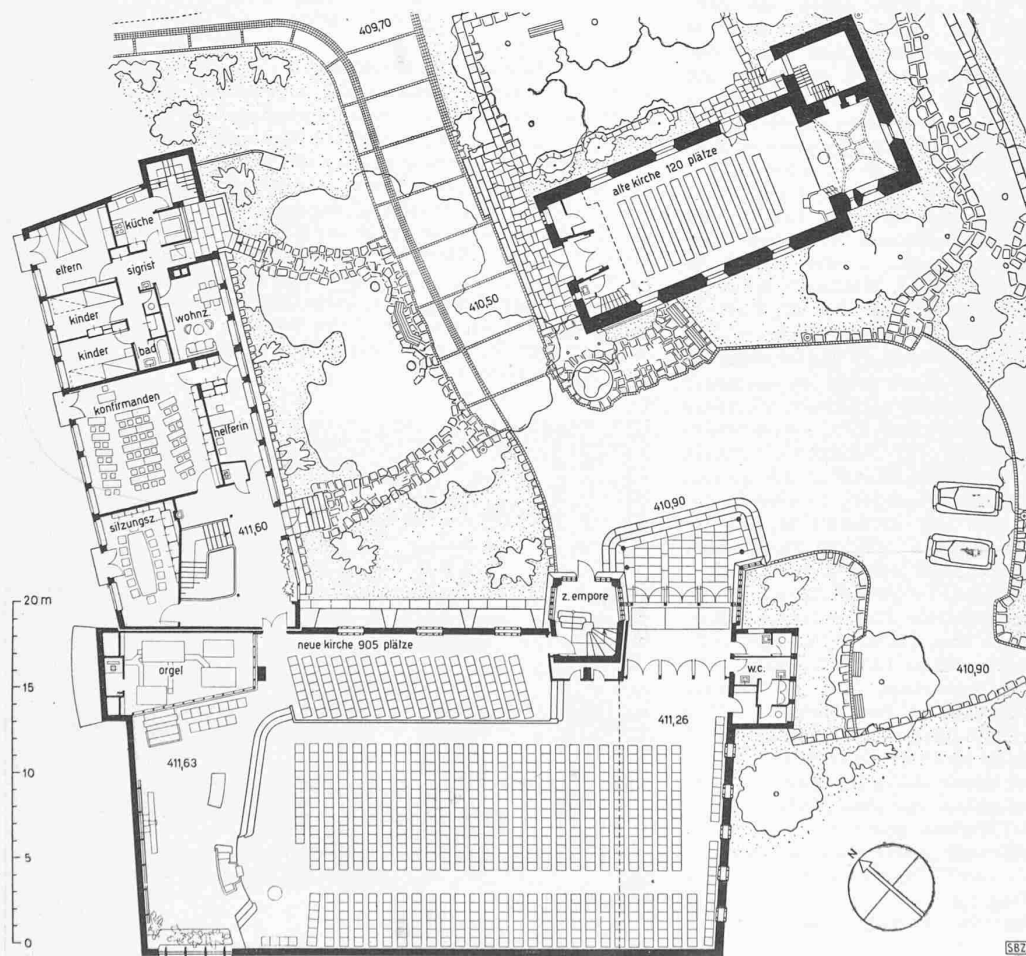 409,70
alte kirche 120 plätze
küche
eltern
sigrist
kinder
wohnz.
410,50
kinder
bad
konfirmanden
helferin
sitzungsz.
411,60
410,90
z. empore
20 m
neue kirche 905 plätze
orgel
w.c.
410,90
15
411,26
411,63
10
N
5
0
SBZ